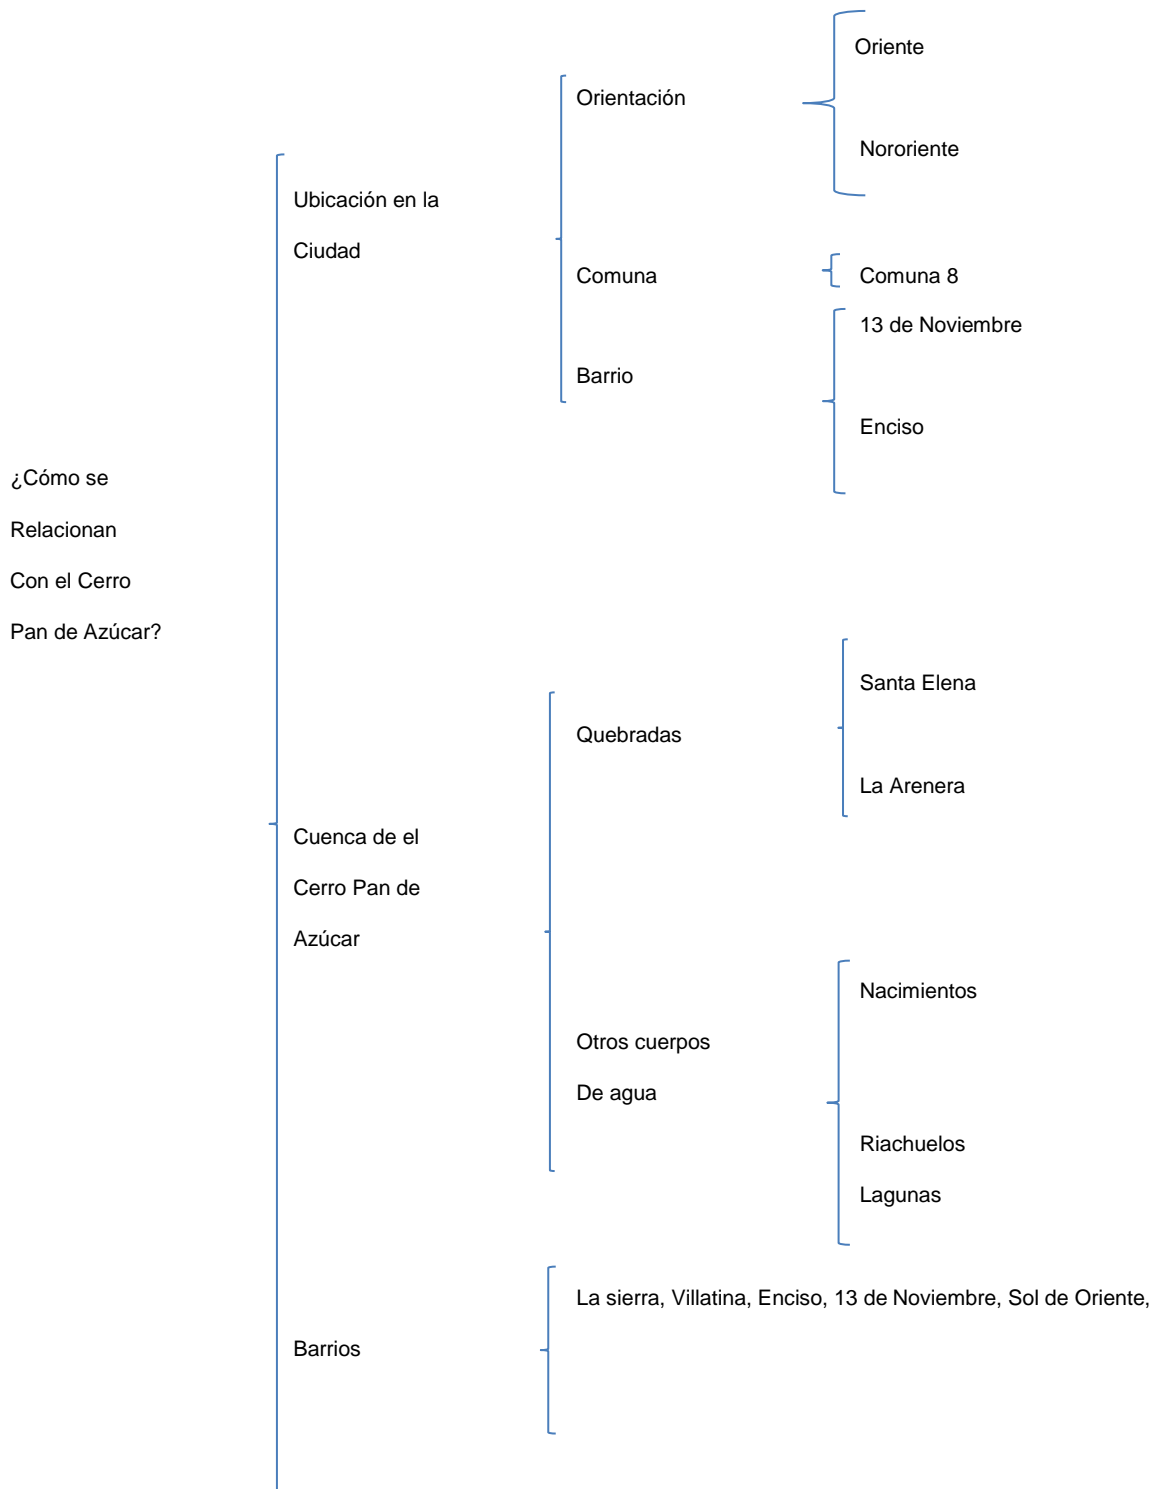 Oriente
Orientación
Nororiente
Ubicación en la
Ciudad
Comuna
Comuna 8
13 de Noviembre
Barrio
Enciso
¿Cómo se
Relacionan
Con el Cerro
Pan de Azúcar?
Santa Elena
Quebradas
La Arenera
Cuenca de el
Cerro Pan de
Azúcar
Nacimientos
Otros cuerpos
De agua
Riachuelos
Lagunas
La sierra, Villatina, Enciso, 13 de Noviembre, Sol de Oriente,
Barrios